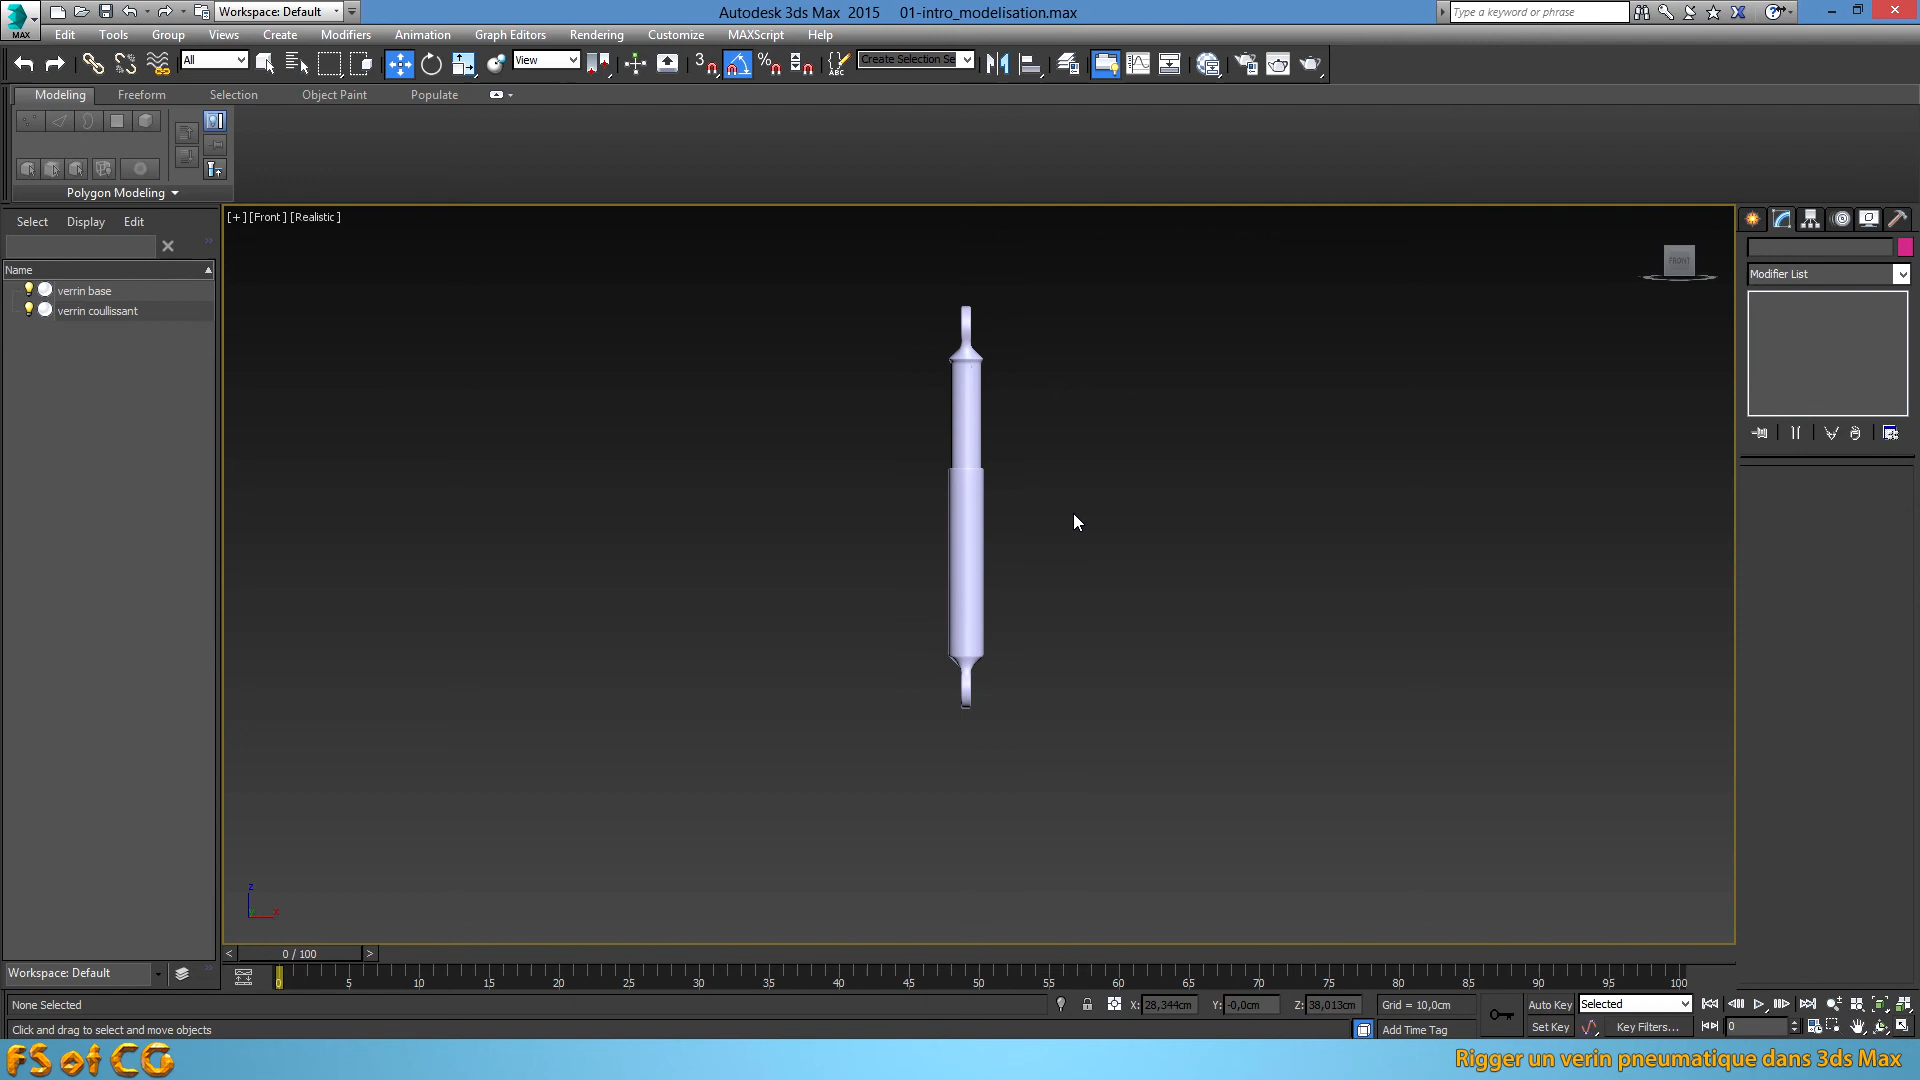 MAX
Workspace: Default
Autodesk 3ds Max 2015 01-intro_modelisation.max
Type a keyword or phrase
Edit Tools Group Views Create Modifiers Animation Graph Editors Rendering Customize MAXScript Help
All
View
3
%
ABC
Create Selection Se
Modeling Freeform Selection Object Paint Populate
Polygon Modeling
Select Display Edit
[+] [Front ] [Realistic ]
FRONT
Name
verrin base
verrin coullissant
Modifier List
z
x
< 0 / 100 >
Workspace: Default
0 5 10 15 20 25 30 35 40 45 50 55 60 65 70 75 80 85 90 95 100
None Selected
X: 28,344cm Y: -0,0cm Z: 38,013cm Grid = 10,0cm
Auto Key Selected
Click and drag to select and move objects
Add Time Tag
Set Key Key Filters... 0
FS of CG
Rigger un verin pneumatique dans 3ds Max